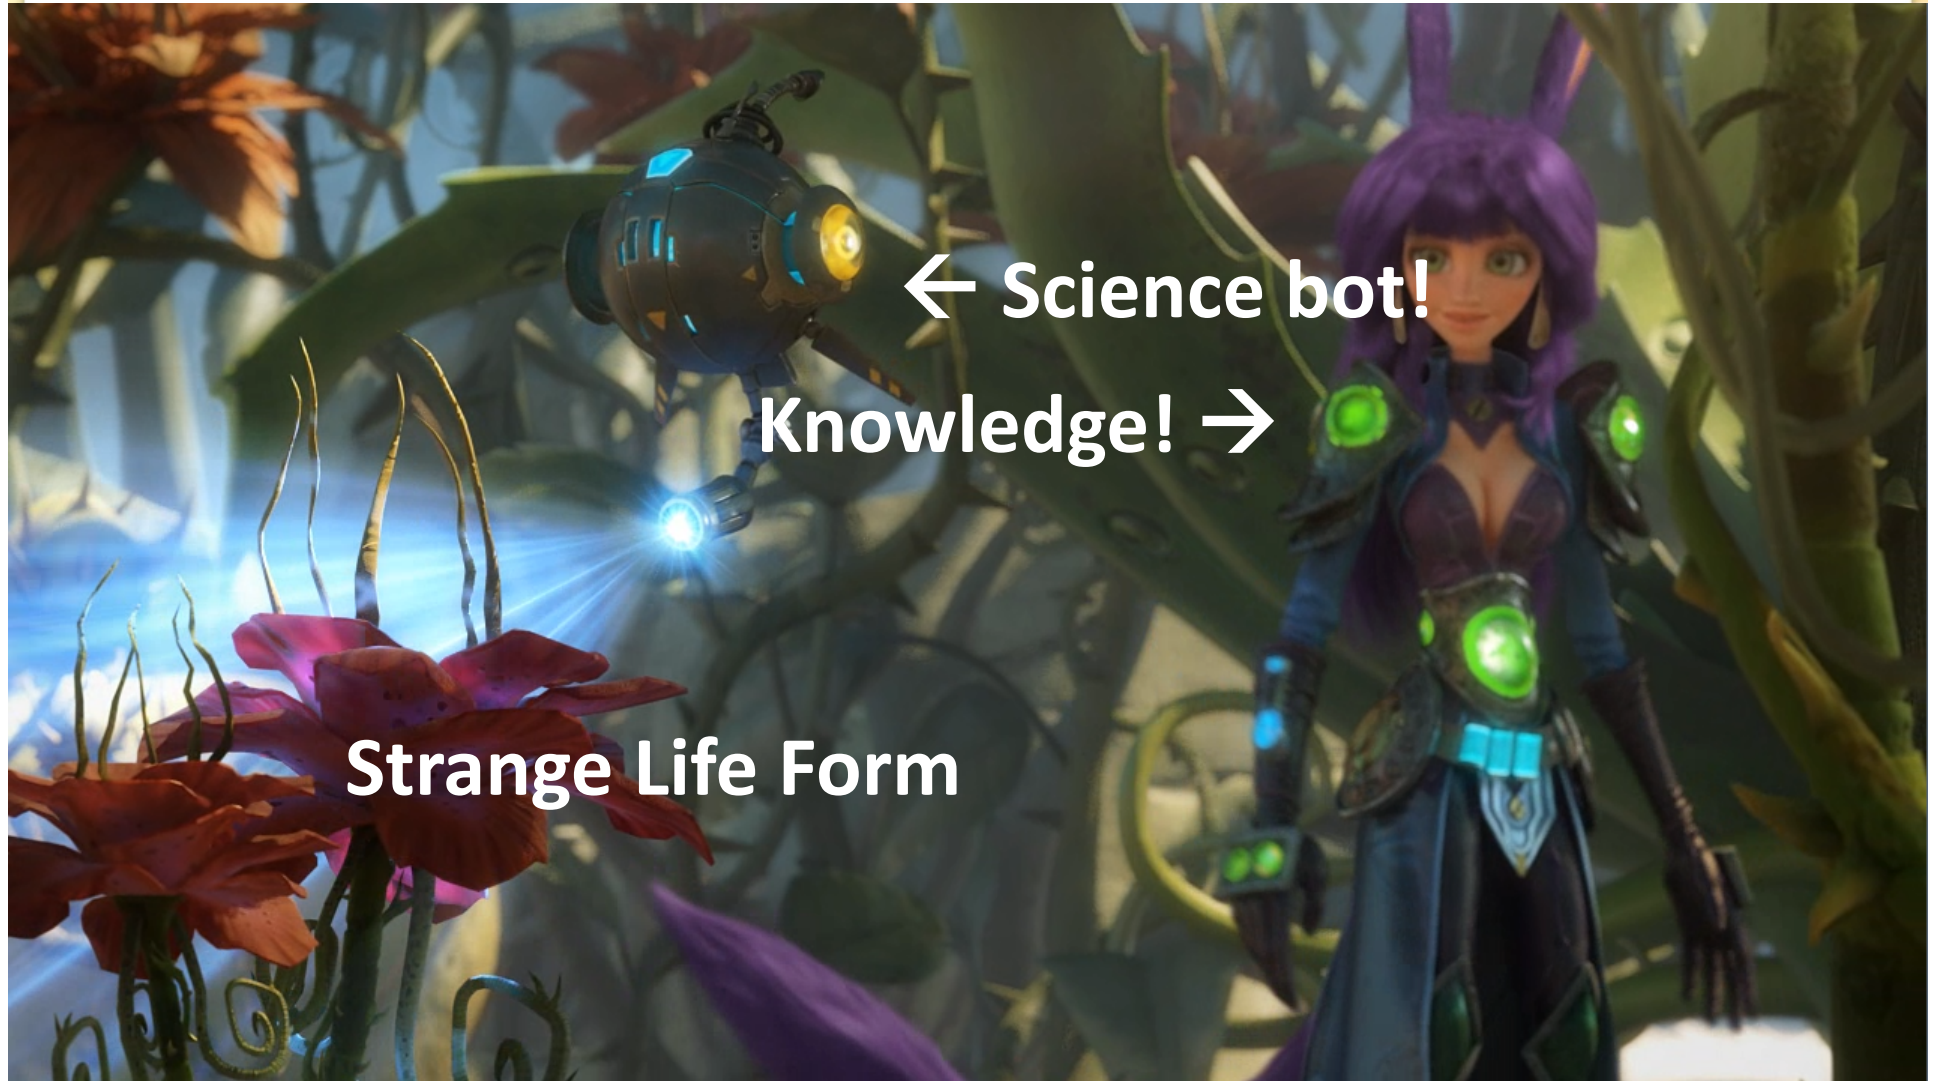 ← Science bot!
Knowledge! →
Strange Life Form